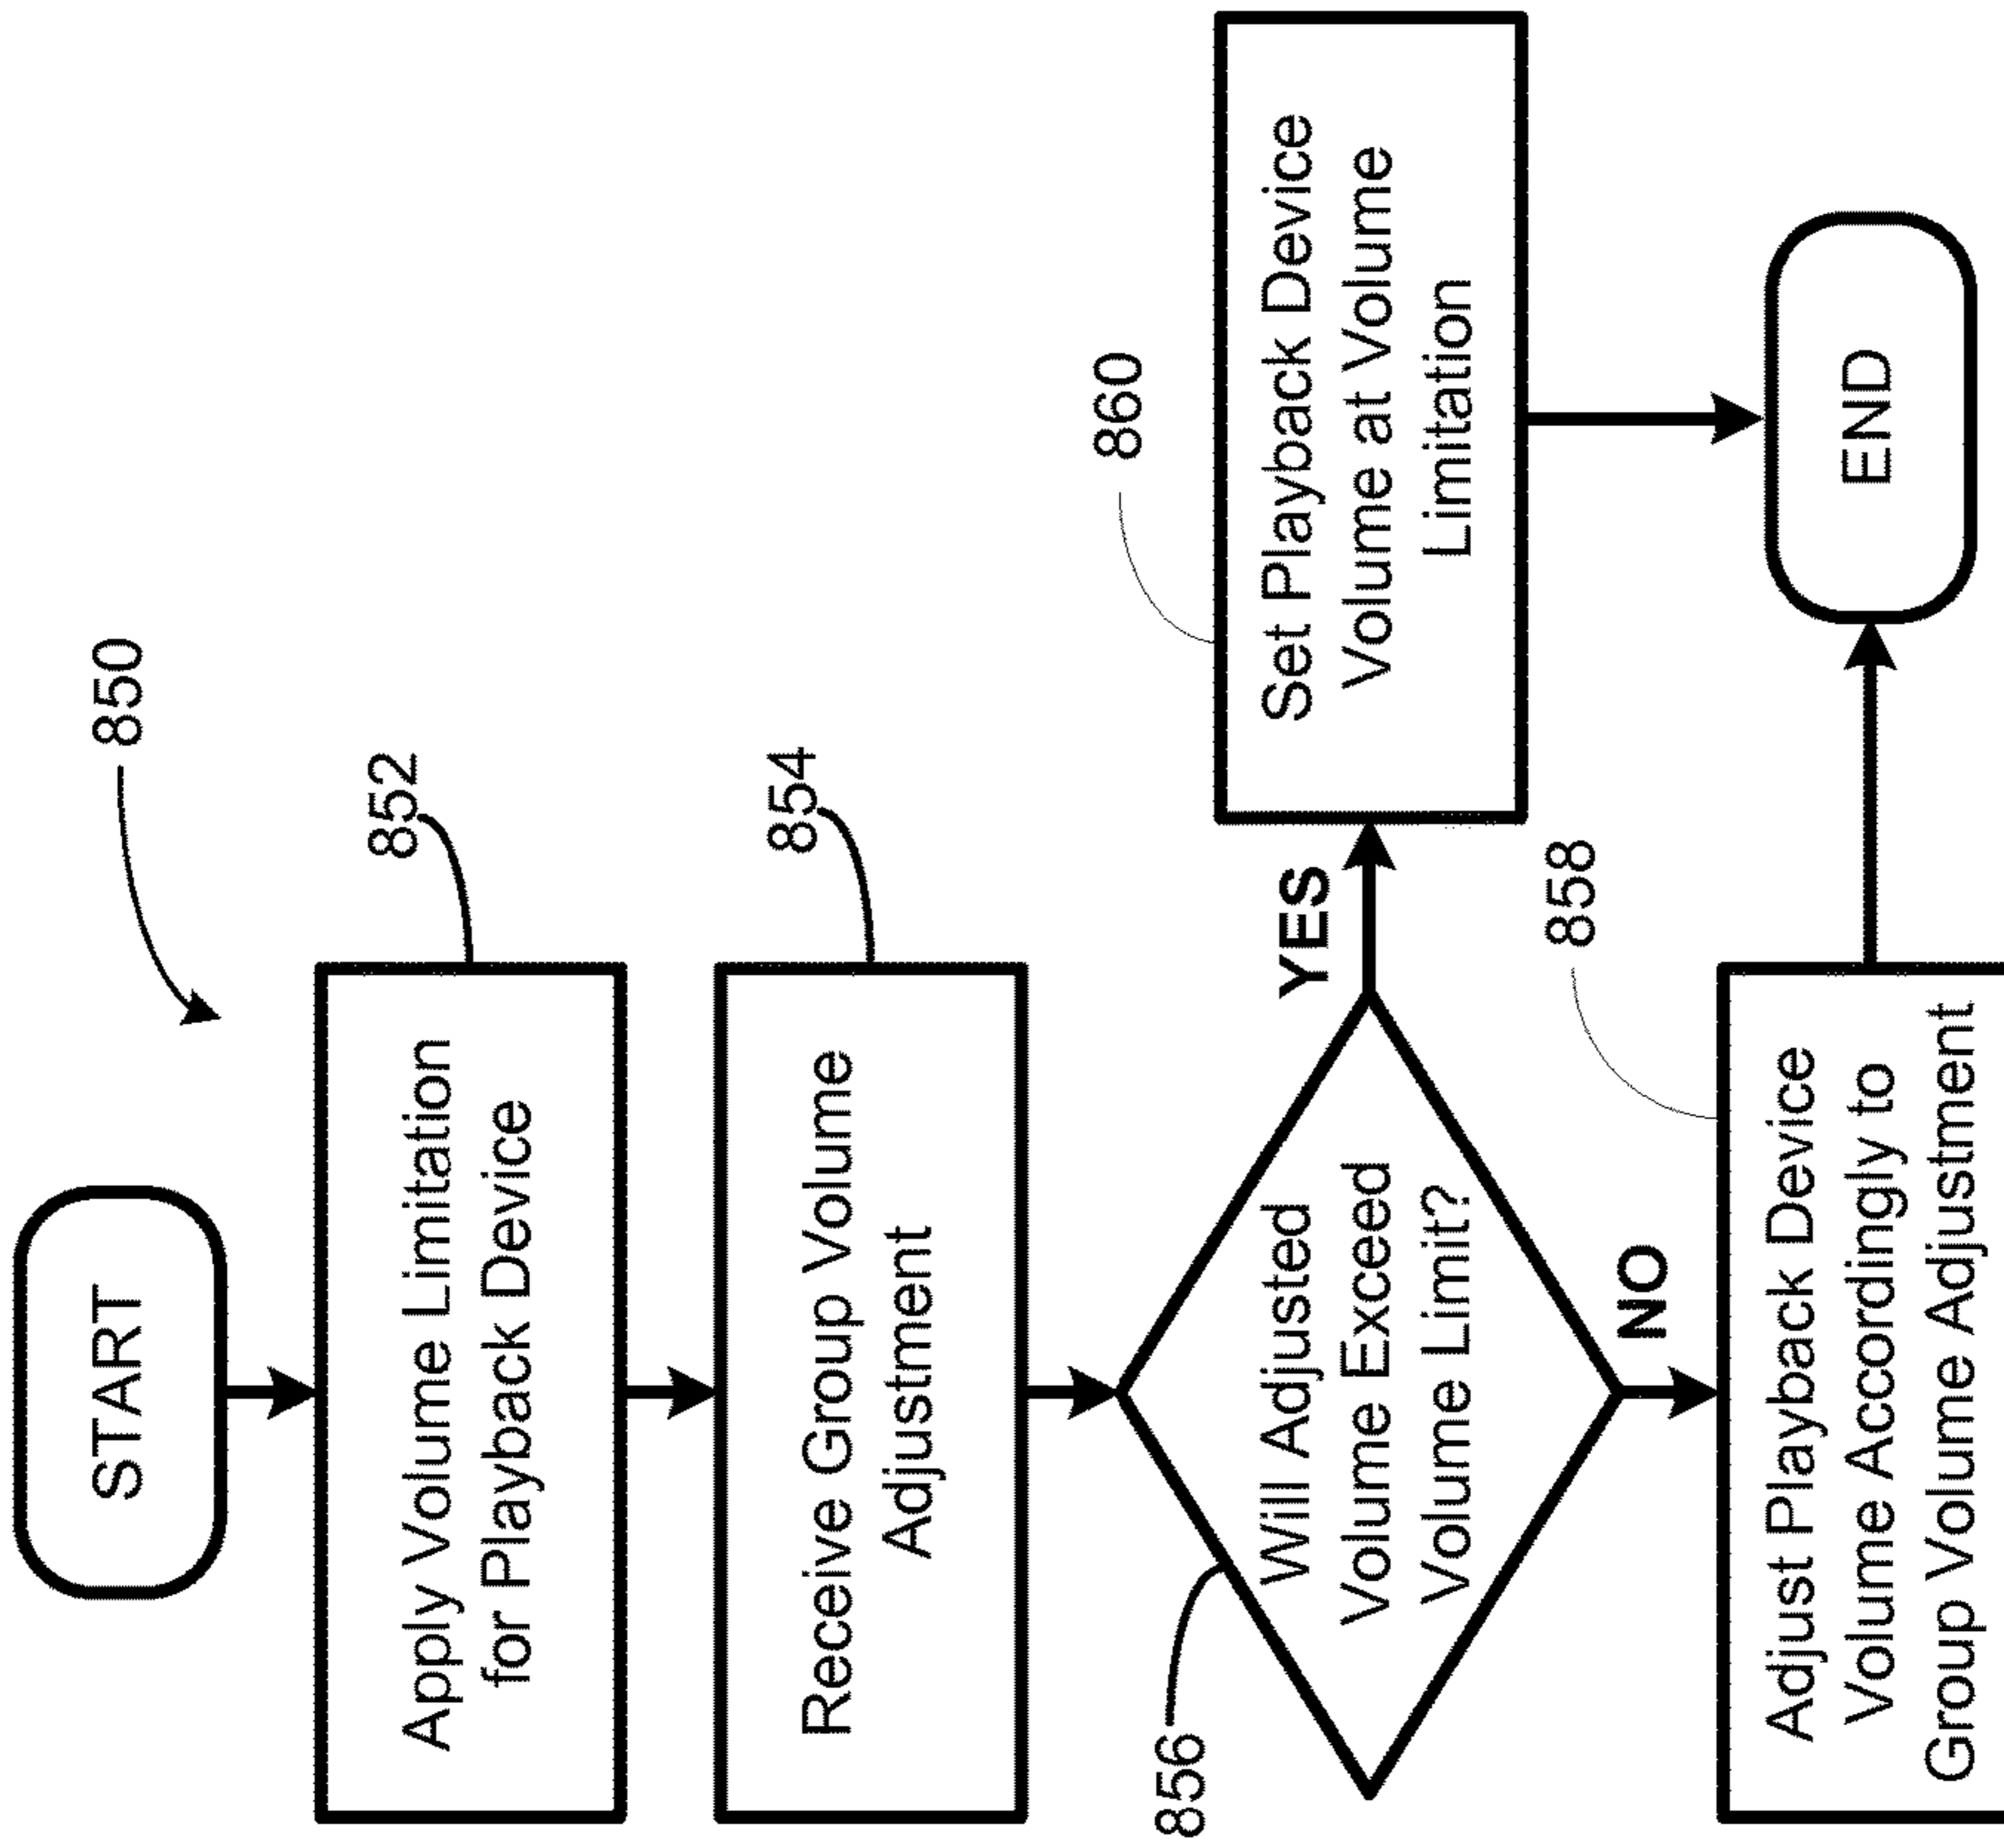 START
850
Apply Volume Limitation
for Playback Device
852
Receive Group Volume
Adjustment
854
856
Will Adjusted
Volume Exceed
Volume Limit?
YES
860
Set Playback Device
Volume at Volume
Limitation
NO
858
Adjust Playback Device
Volume Accordingly to
Group Volume Adjustment
END